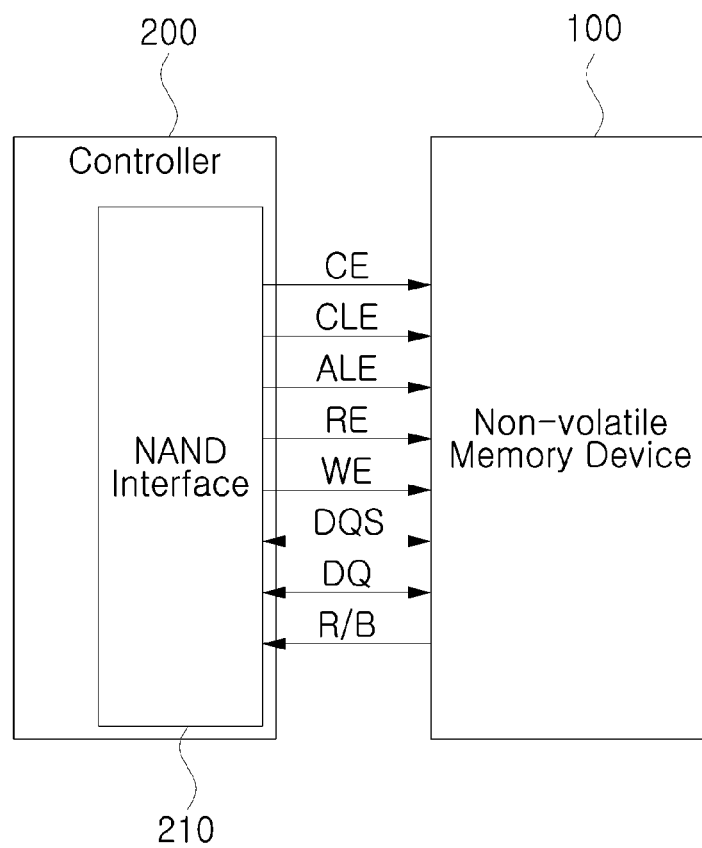 200
100
Controller
CE
CLE
ALE
RE
WE
DQS
DQ
R/B
NAND
Interface
Non-volatile
Memory Device
210